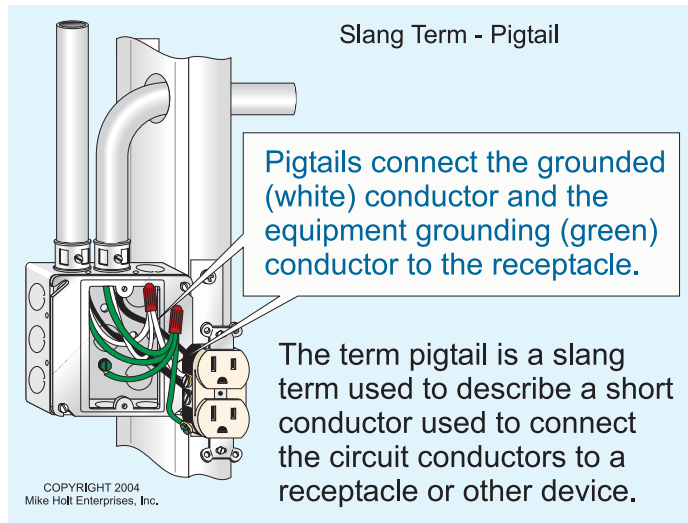 Slang Term - Pigtail
Pigtails connect the grounded
(white) conductor and the
equipment grounding (green)
conductor to the receptacle.
The term pigtail is a slang
term used to describe a short
conductor used to connect
the circuit conductors to a
receptacle or other device.
COPYRIGHT 2004
Mike Holt Enterprises, Inc.